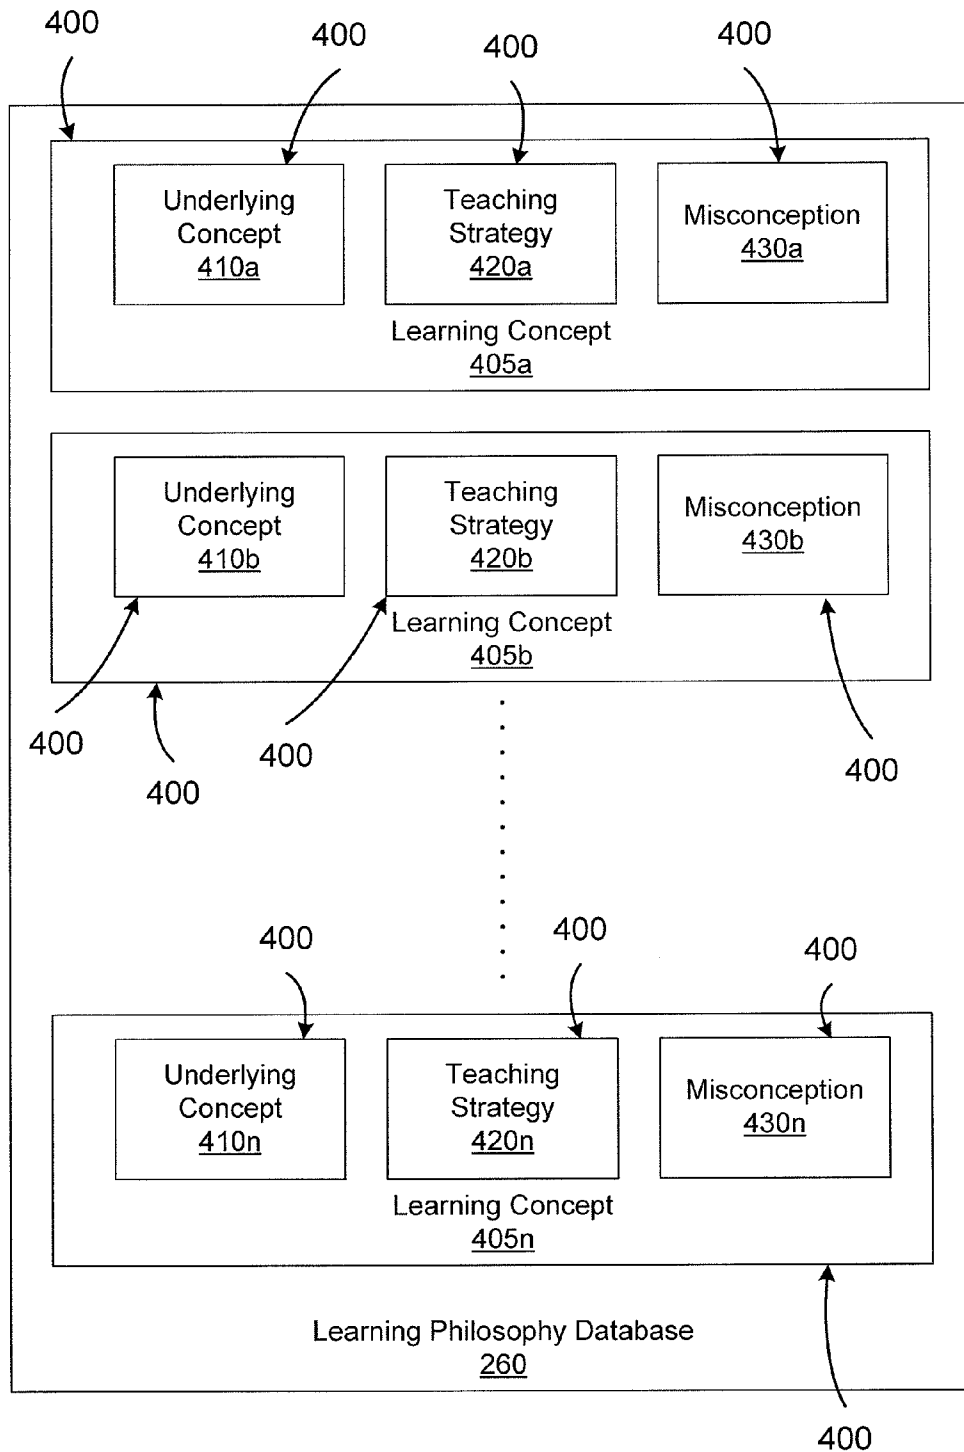 400
400
400
400
Underlying
Concept
410a
Teaching
Strategy
420a
Misconception
430a
Learning Concept
405a
Underlying
Concept
410b
Teaching
Strategy
420b
Misconception
430b
Learning Concept
405b
400
400
400
400
400
400
400
Underlying
Concept
410n
Teaching
Strategy
420n
Misconception
430n
Learning Concept
405n
Learning Philosophy Database
260
400